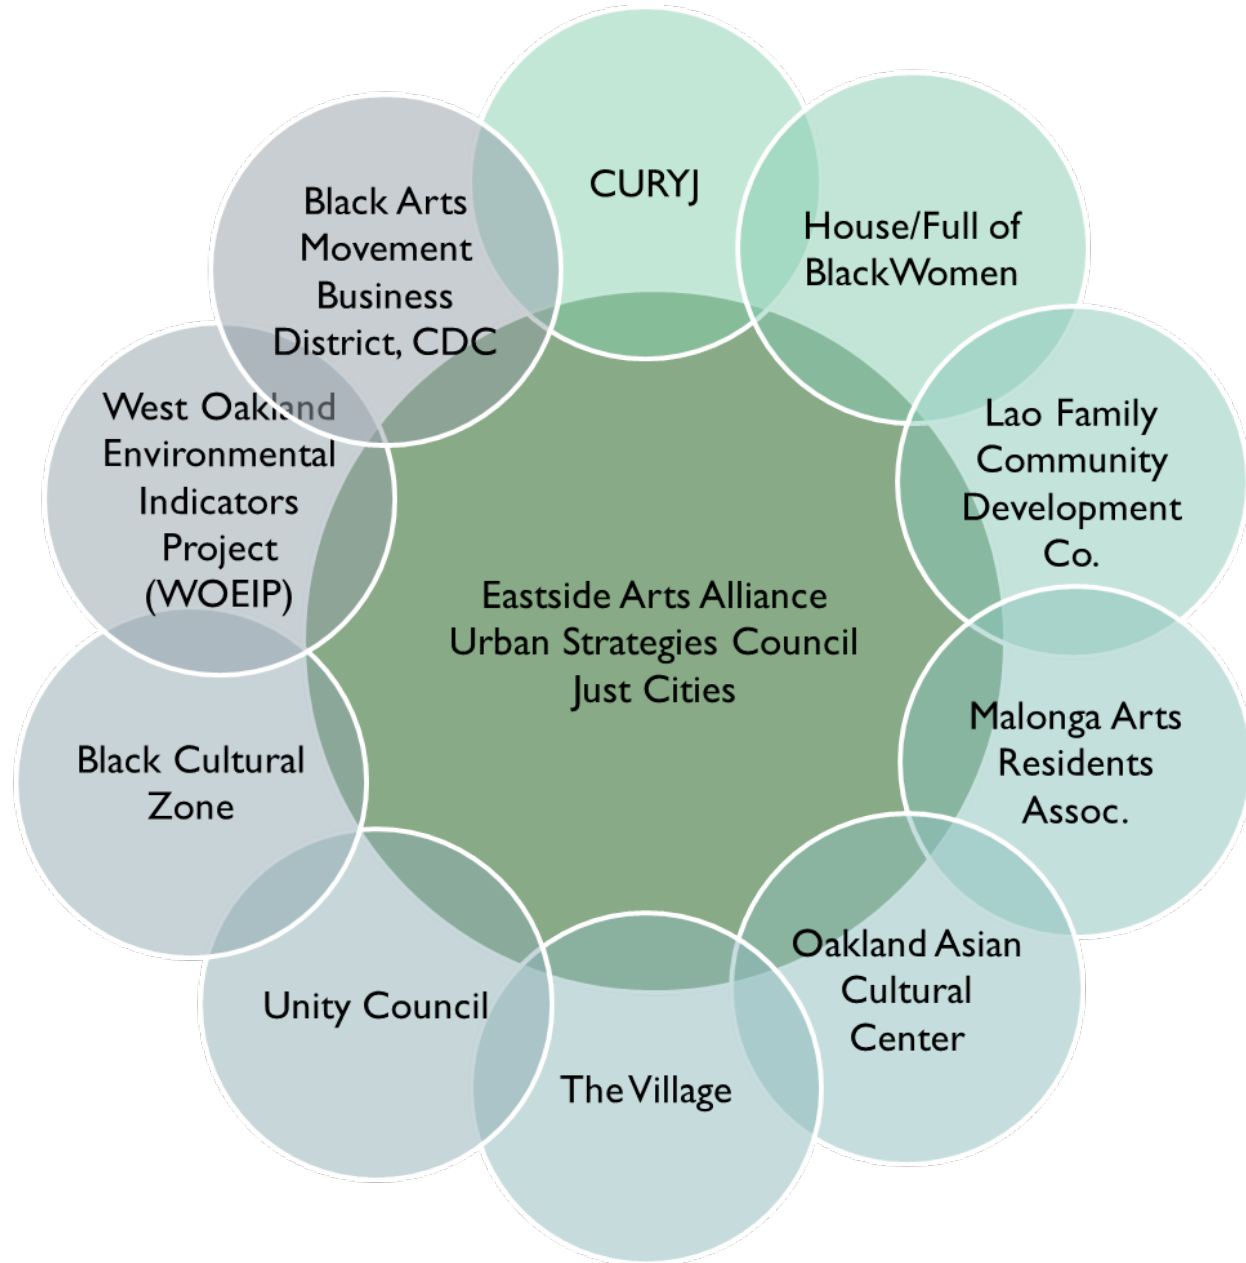 CURYJ
House/Full of
BlackWomen
Lao Family
Community
Development
Co.
Malonga Arts
Residents
Assoc.
Oakland Asian
Cultural
Center
The Village
Unity Council
Black Cultural
Zone
West Oakland
Environmental
Indicators
Project
(WOEIP)
Black Arts
Movement
Business
District, CDC
Eastside Arts Alliance
Urban Strategies Council
Just Cities